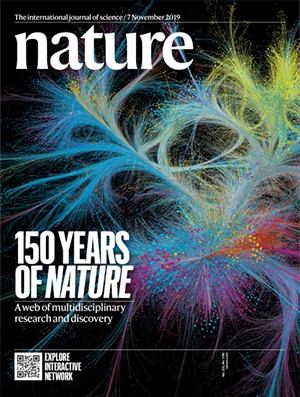 The international journal of science / 7 November 2019
nature
150 YEARS
OF NATURE
A web of multidisciplinary
research and discovery
EXPLORE
INTERACTIVE
NETWORK